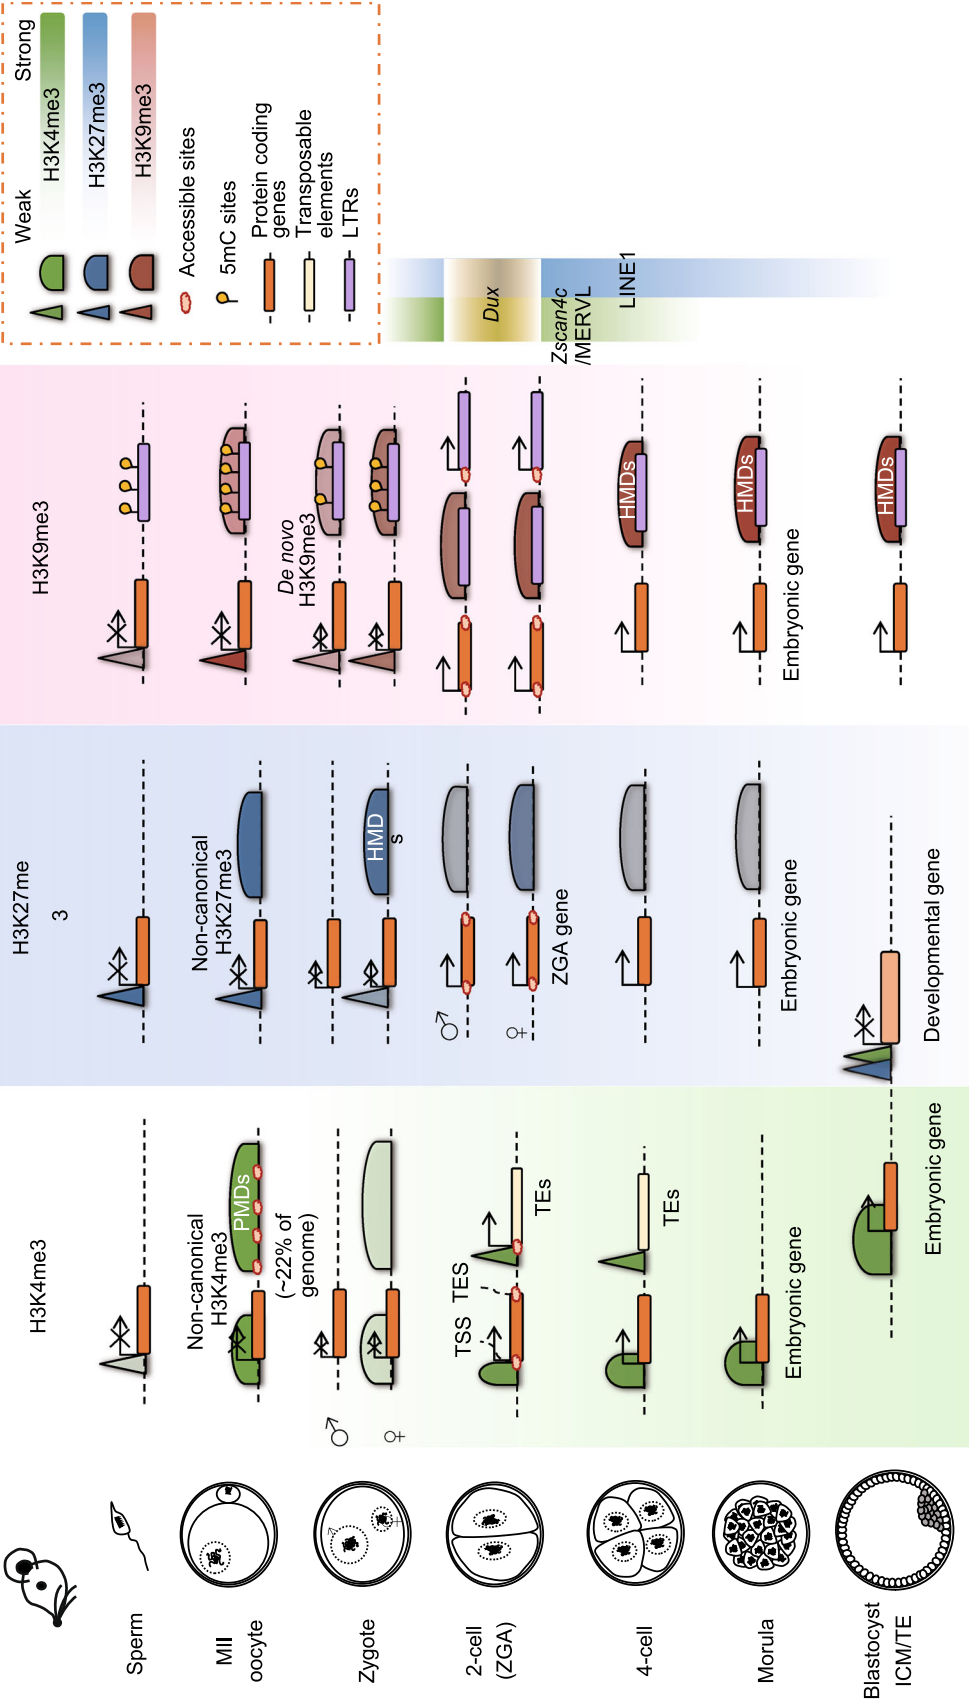 Weak
Strong
H3K4me3
H3K27me3
H3K9me3
Accessible sites
5mC sites
Protein coding
genes
Transposable
elements
LTRs
H3K4me3
H3K27me
3
H3K9me3
Sperm
MII
oocyte
Non-canonical
H3K4me3
PMDs
(~22% of
genome)
Non-canonical
H3K27me3
Zygote
♂
♀
HMD
s
De novo
H3K9me3
2-cell
(ZGA)
TSS
TES
TEs
♂
♀
ZGA gene
Dux
Zscan4c
/MERVL
LINE1
4-cell
TEs
HMDs
Morula
Embryonic gene
Embryonic gene
HMDs
Embryonic gene
Blastocyst
ICM/TE
Embryonic gene
Developmental gene
HMDs